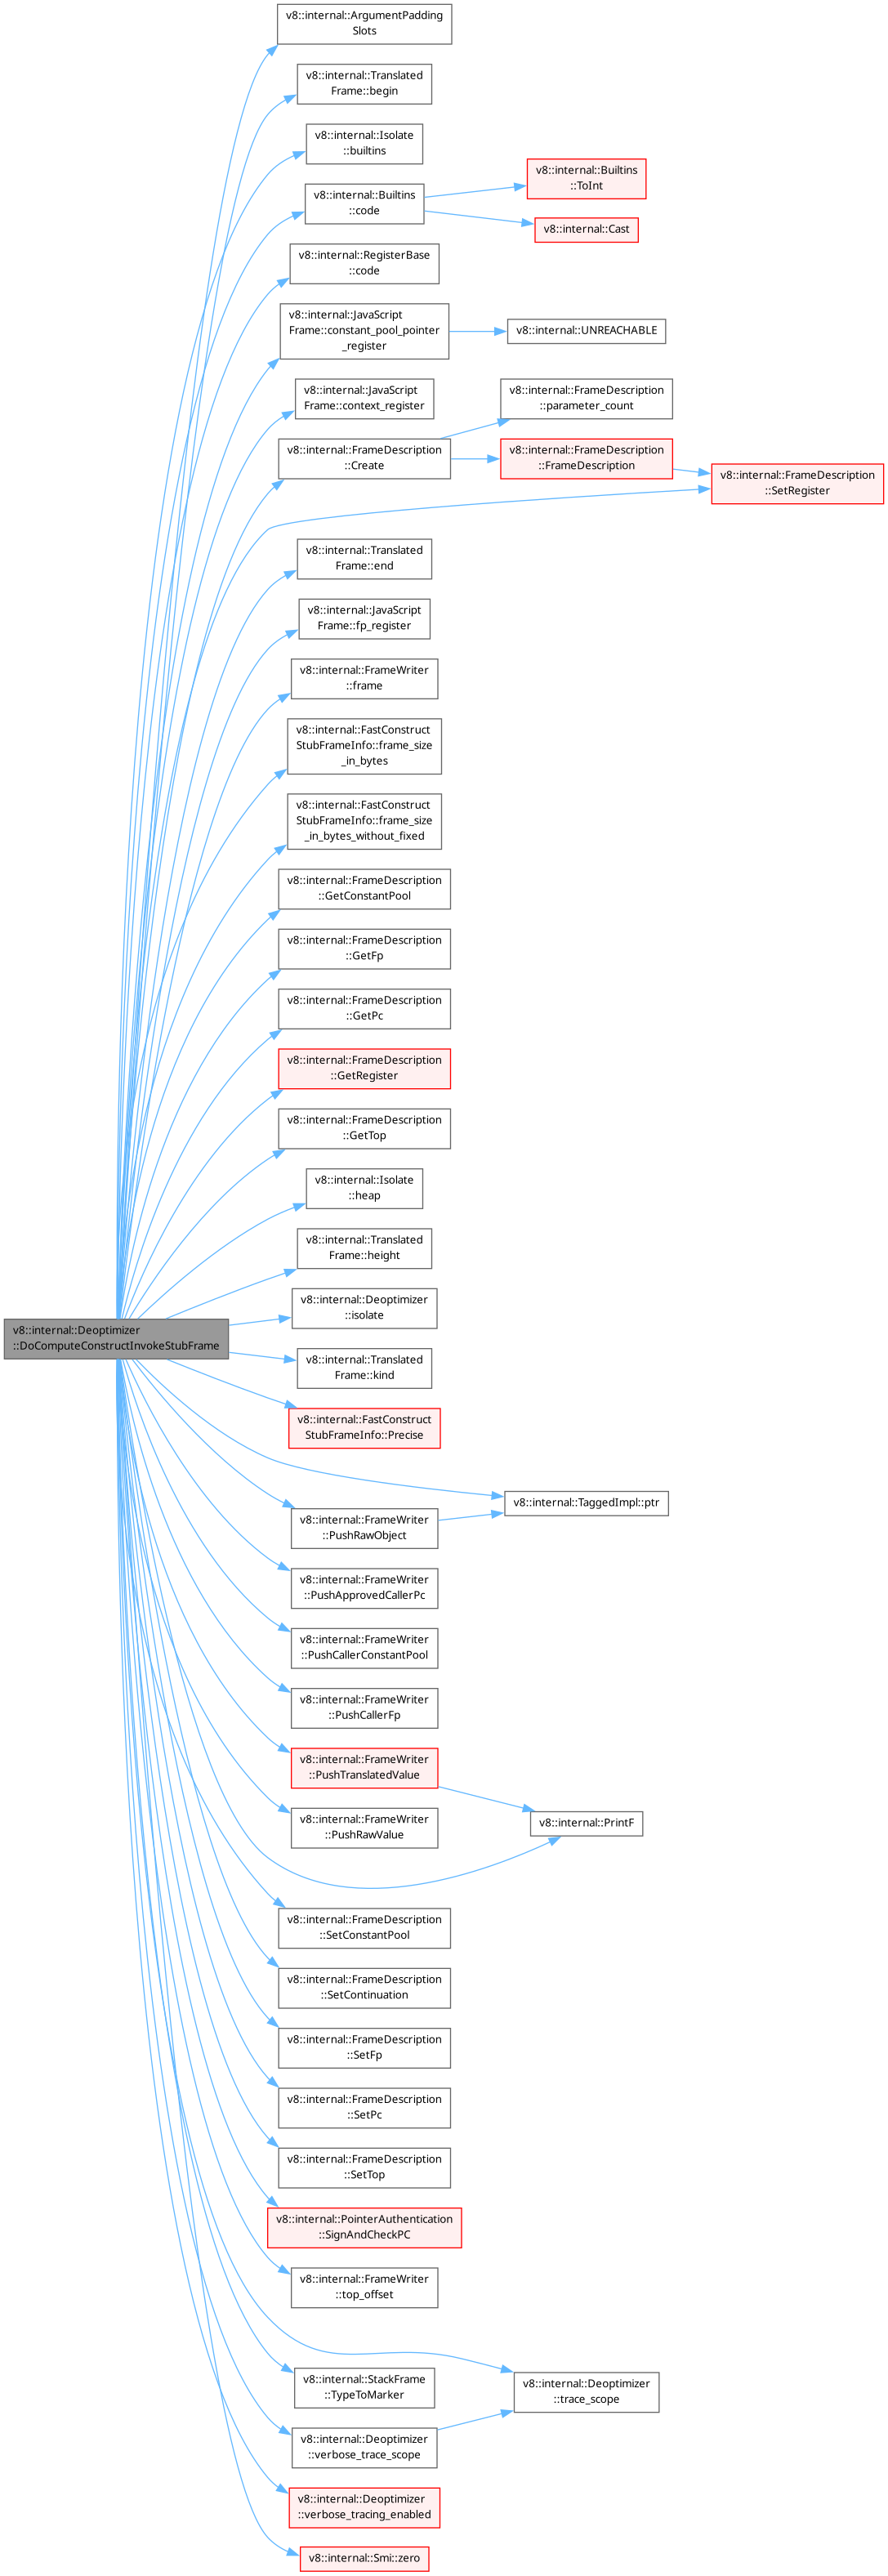 v8::internal::ArgumentPadding
Slots
v8::internal::Translated
Frame::begin
v8::internal::Isolate
::builtins
v8::internal::Builtins
::code
v8::internal::Builtins
::ToInt
v8::internal::Cast
v8::internal::RegisterBase
::code
v8::internal::JavaScript
Frame::constant_pool_pointer
_register
v8::internal::UNREACHABLE
v8::internal::JavaScript
Frame::context_register
v8::internal::FrameDescription
::parameter_count
v8::internal::FrameDescription
::Create
v8::internal::FrameDescription
::FrameDescription
v8::internal::FrameDescription
::SetRegister
v8::internal::Translated
Frame::end
v8::internal::JavaScript
Frame::fp_register
v8::internal::FrameWriter
::frame
v8::internal::FastConstruct
StubFrameInfo::frame_size
_in_bytes
v8::internal::FastConstruct
StubFrameInfo::frame_size
_in_bytes_without_fixed
v8::internal::FrameDescription
::GetConstantPool
v8::internal::FrameDescription
::GetFp
v8::internal::FrameDescription
::GetPc
v8::internal::FrameDescription
::GetRegister
v8::internal::FrameDescription
::GetTop
v8::internal::Isolate
::heap
v8::internal::Translated
Frame::height
v8::internal::Deoptimizer
::isolate
v8::internal::Deoptimizer
::DoComputeConstructInvokeStubFrame
v8::internal::Translated
Frame::kind
v8::internal::FastConstruct
StubFrameInfo::Precise
v8::internal::TaggedImpl::ptr
v8::internal::FrameWriter
::PushRawObject
v8::internal::FrameWriter
::PushApprovedCallerPc
v8::internal::FrameWriter
::PushCallerConstantPool
v8::internal::FrameWriter
::PushCallerFp
v8::internal::FrameWriter
::PushTranslatedValue
v8::internal::PrintF
v8::internal::FrameWriter
::PushRawValue
v8::internal::FrameDescription
::SetConstantPool
v8::internal::FrameDescription
::SetContinuation
v8::internal::FrameDescription
::SetFp
v8::internal::FrameDescription
::SetPc
v8::internal::FrameDescription
::SetTop
v8::internal::PointerAuthentication
::SignAndCheckPC
v8::internal::FrameWriter
::top_offset
v8::internal::StackFrame
::TypeToMarker
v8::internal::Deoptimizer
::trace_scope
v8::internal::Deoptimizer
::verbose_trace_scope
v8::internal::Deoptimizer
::verbose_tracing_enabled
v8::internal::Smi::zero